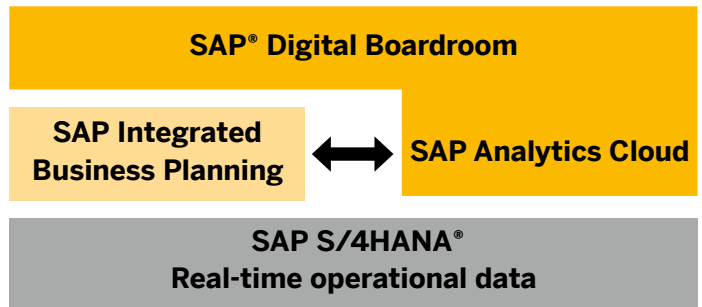 SAP® Digital Boardroom
SAP Integrated
Business Planning
SAP Analytics Cloud
SAP S/4HANA®
Real-time operational data